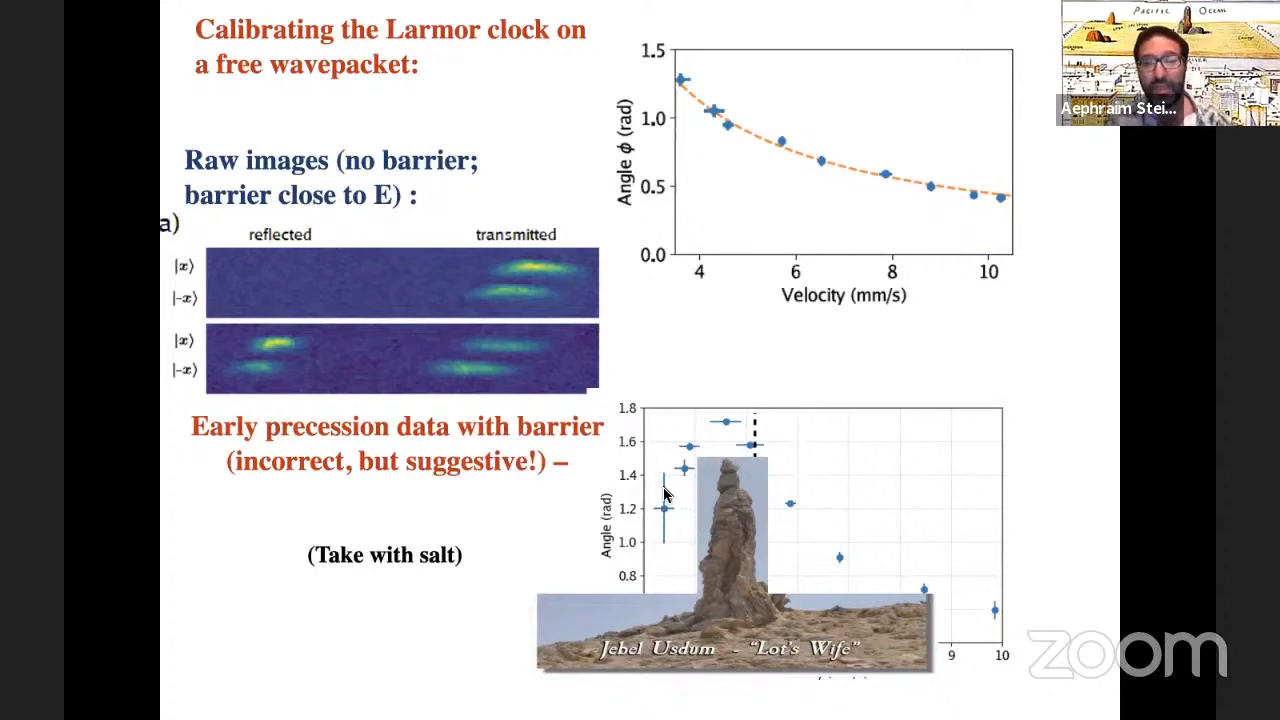 Calibrating the Larmor clock on
a free wavepacket:
Raw images (no barrier;
barrier close to E) :
a)
reflected
transmitted
|x⟩
|-x⟩
|x⟩
|-x⟩
1.5
1.0
0.5
0.0
Angle ϕ (rad)
4 6 8 10
Velocity (mm/s)
PACIFIC OCEAN
Aephraim Stei...
Early precession data with barrier
(incorrect, but suggestive!) –
(Take with salt)
1.8
1.6
1.4
1.2
1.0
0.8
Angle (rad)
9 10
Jebel Usdum - "Lot's Wife"
zoom